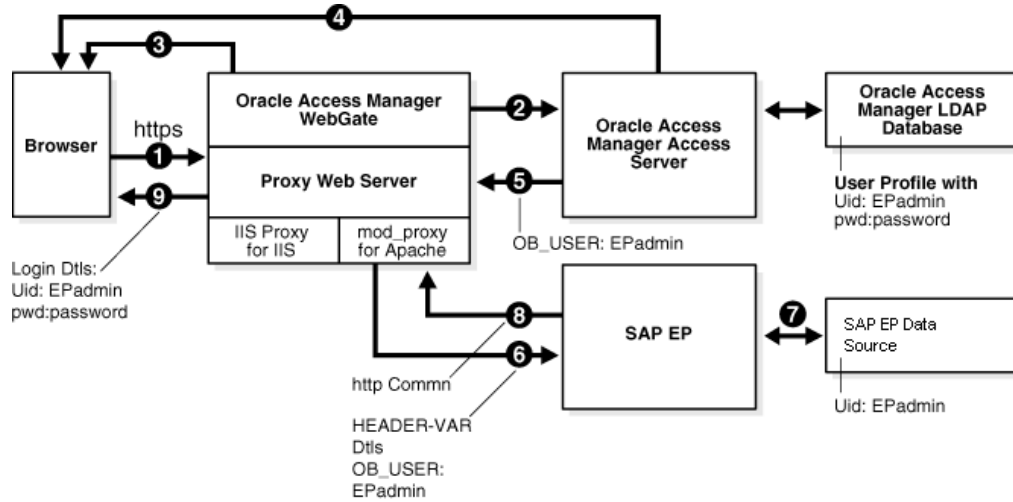 4
3
Oracle Access Manager
WebGate
2
Oracle Access
Manager Access
Server
Oracle Access
Manager LDAP
Database
Browser
https
1
Proxy Web Server
5
9
User Profile with
Uid: EPadmin
pwd:password
IIS Proxy
for IIS
mod_proxy
for Apache
OB_USER: EPadmin
Login Dtls:
Uid: EPadmin
pwd:password
8
SAP EP
7
SAP EP Data
Source
6
http Commn
Uid: EPadmin
HEADER-VAR
Dtls
OB_USER:
EPadmin